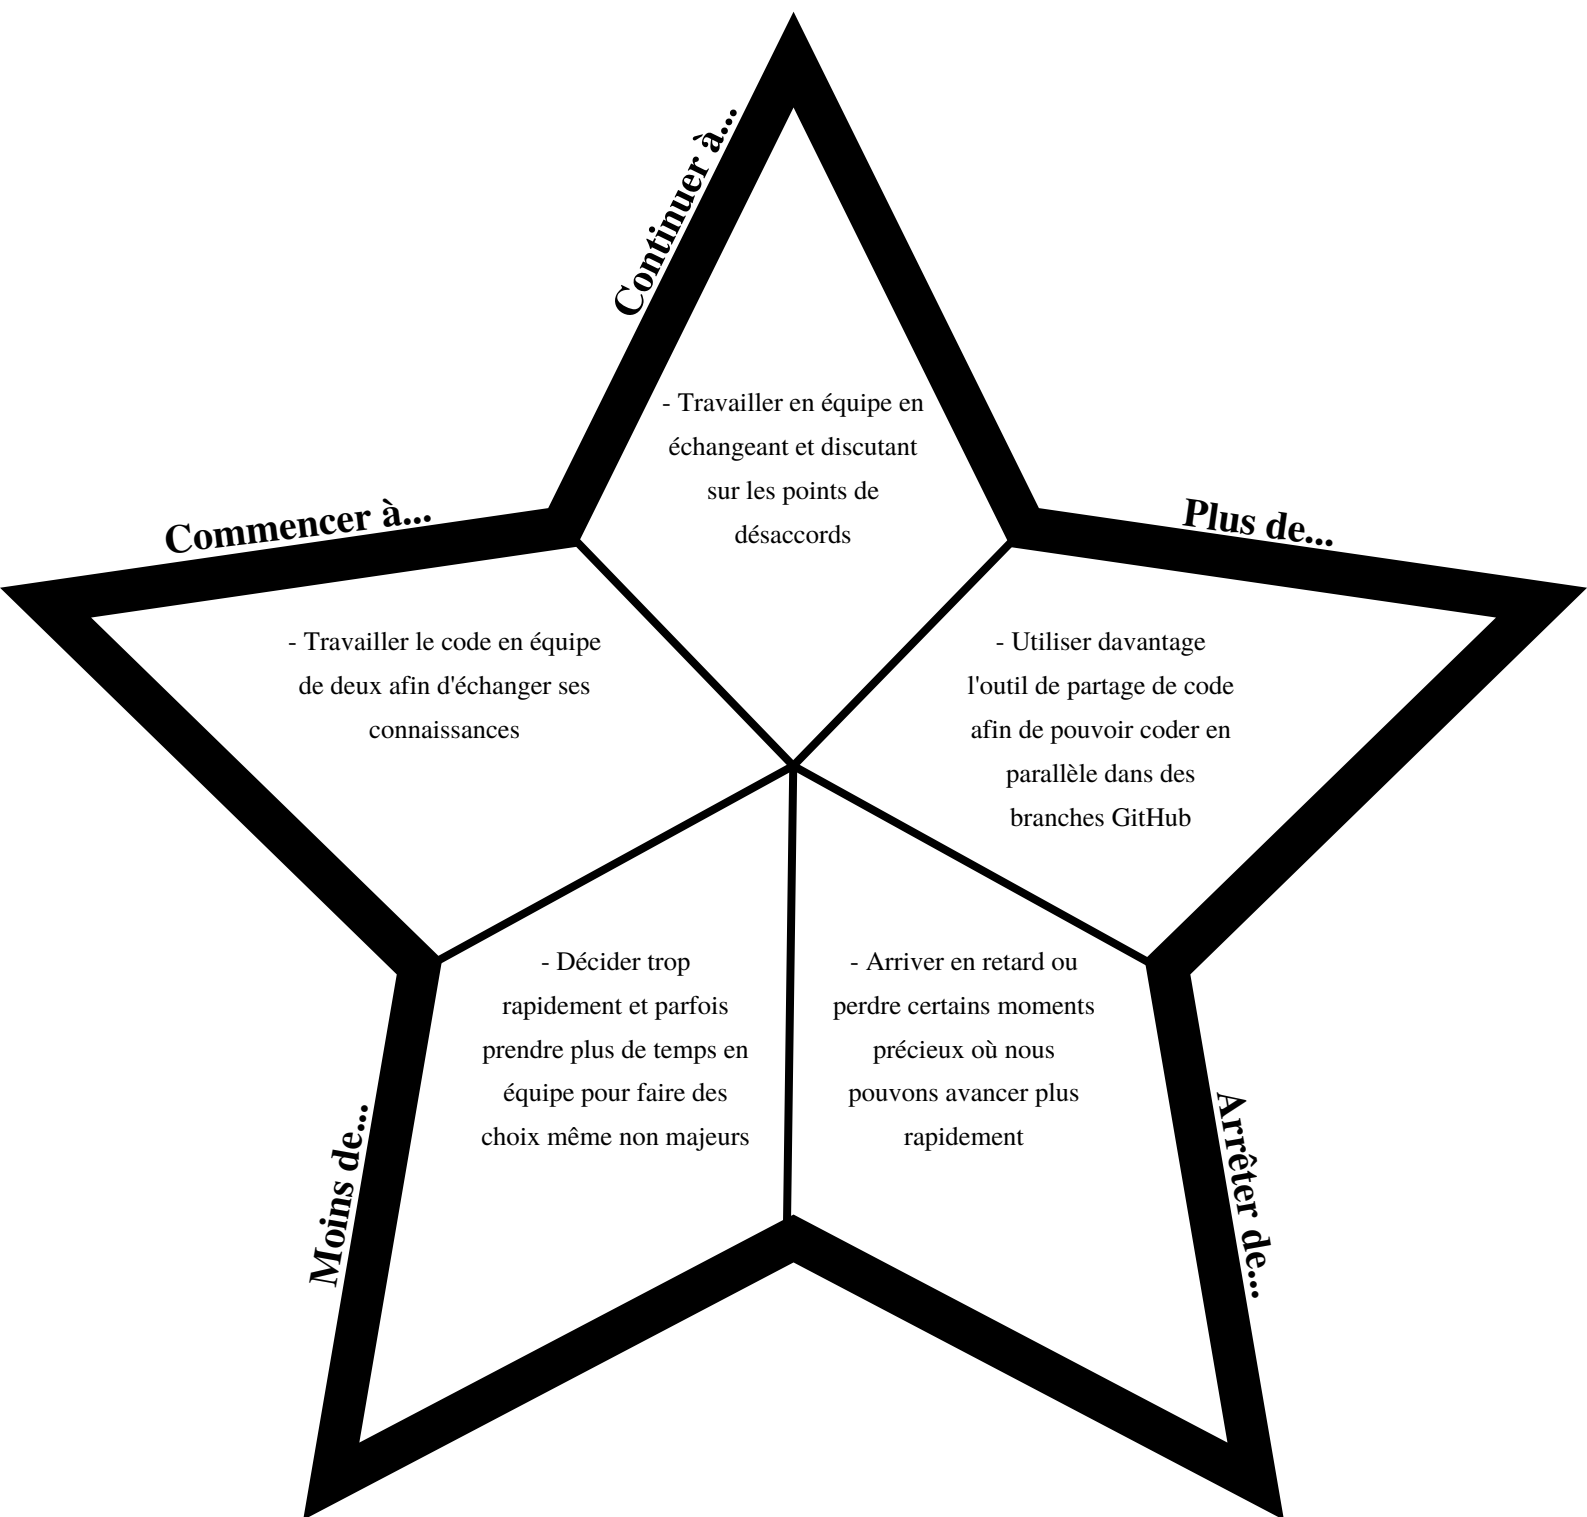 Continuer à...
- Travailler en équipe en
échangeant et discutant
sur les points de
désaccords
Commencer à...
- Travailler le code en équipe
de deux afin d'échanger ses
connaissances
Plus de...
- Utiliser davantage
l'outil de partage de code
afin de pouvoir coder en
parallèle dans des
branches GitHub
Moins de...
- Décider trop
rapidement et parfois
prendre plus de temps en
équipe pour faire des
choix même non majeurs
Arrêter de...
- Arriver en retard ou
perdre certains moments
précieux où nous
pouvons avancer plus
rapidement